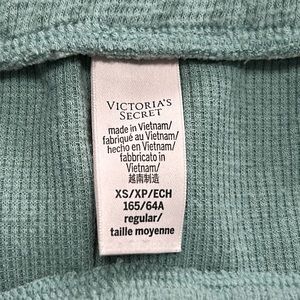 VICTORIA'S
SECRET
made in Vietnam/
fabriqué au Vietnam/
hecho en Vietnam/
fabbricato in
Vietnam/
越南制造
XS/XP/ECH
165/64A
regular/
taille moyenne